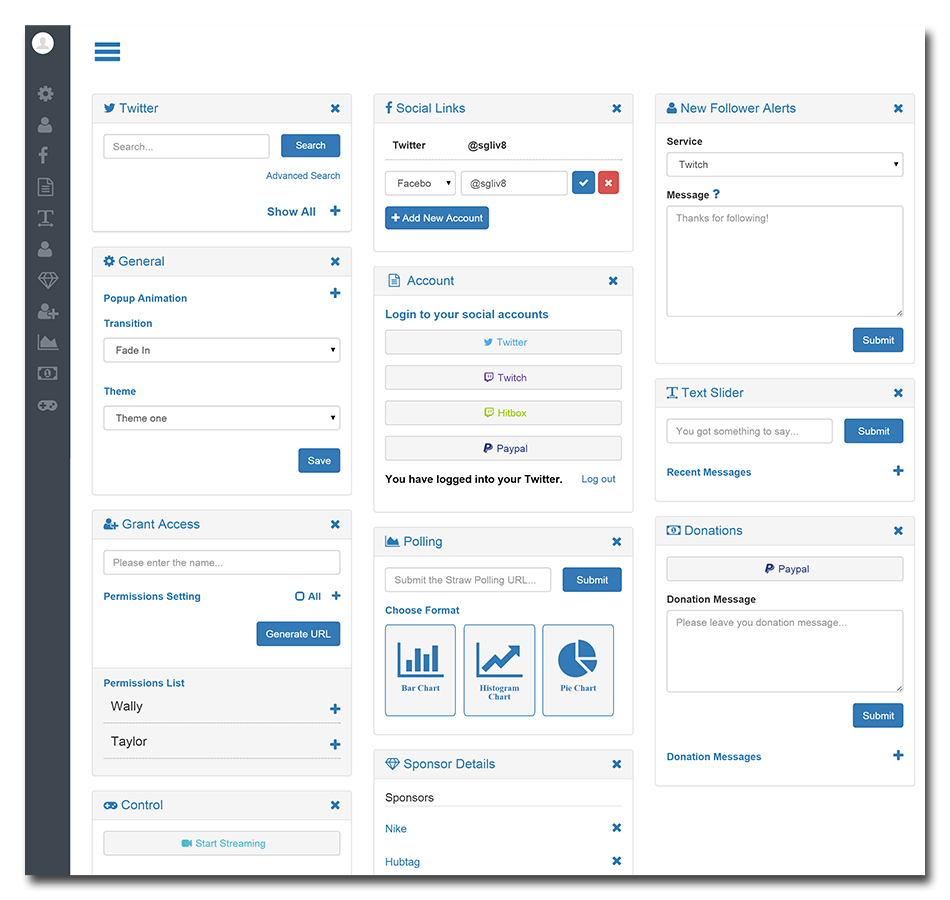 Twitter
Search...
Search
Advanced Search
Show All
General
Popup Animation
Transition
Fade In
Theme
Theme one
Save
Grant Access
Please enter the name...
Permissions Setting
All
Generate URL
Permissions List
Wally
Taylor
Control
Start Streaming
Social Links
Twitter @sgliv8
Facebo
@sgliv8
Add New Account
Account
Login to your social accounts
Twitter
Twitch
Hitbox
Paypal
You have logged into your Twitter. Log out
Polling
Submit the Straw Polling URL...
Submit
Choose Format
Bar Chart
Histogram
Chart
Pie Chart
Sponsor Details
Sponsors
Nike
Hubtag
New Follower Alerts
Service
Twitch
Message ?
Thanks for following!
Submit
Text Slider
You got something to say...
Submit
Recent Messages
Donations
Paypal
Donation Message
Please leave you donation message...
Submit
Donation Messages